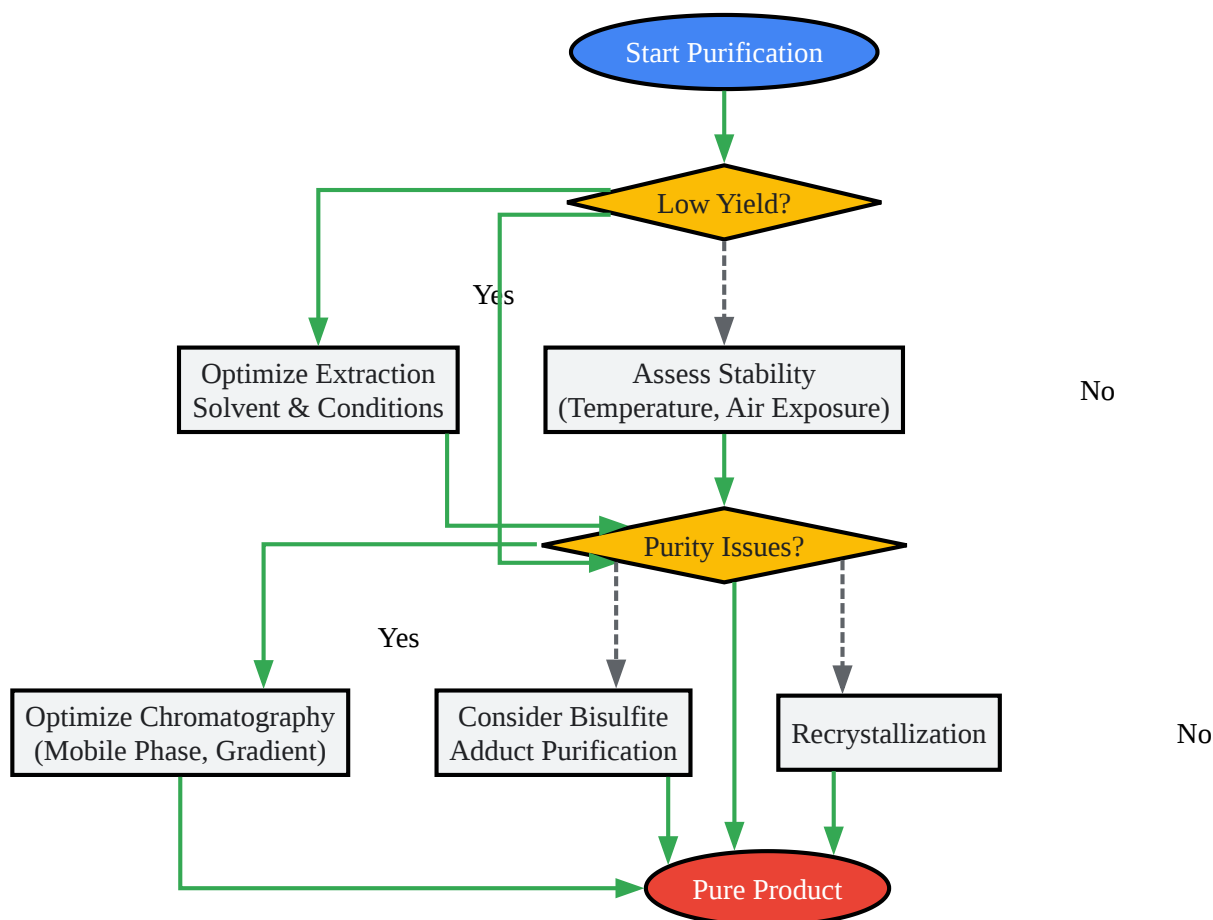 Start Purification
Low Yield?
Yes
Optimize Extraction
Solvent & Conditions
Assess Stability
(Temperature, Air Exposure)
No
Purity Issues?
Yes
Optimize Chromatography
(Mobile Phase, Gradient)
Consider Bisulfite
Adduct Purification
Recrystallization
No
Pure Product